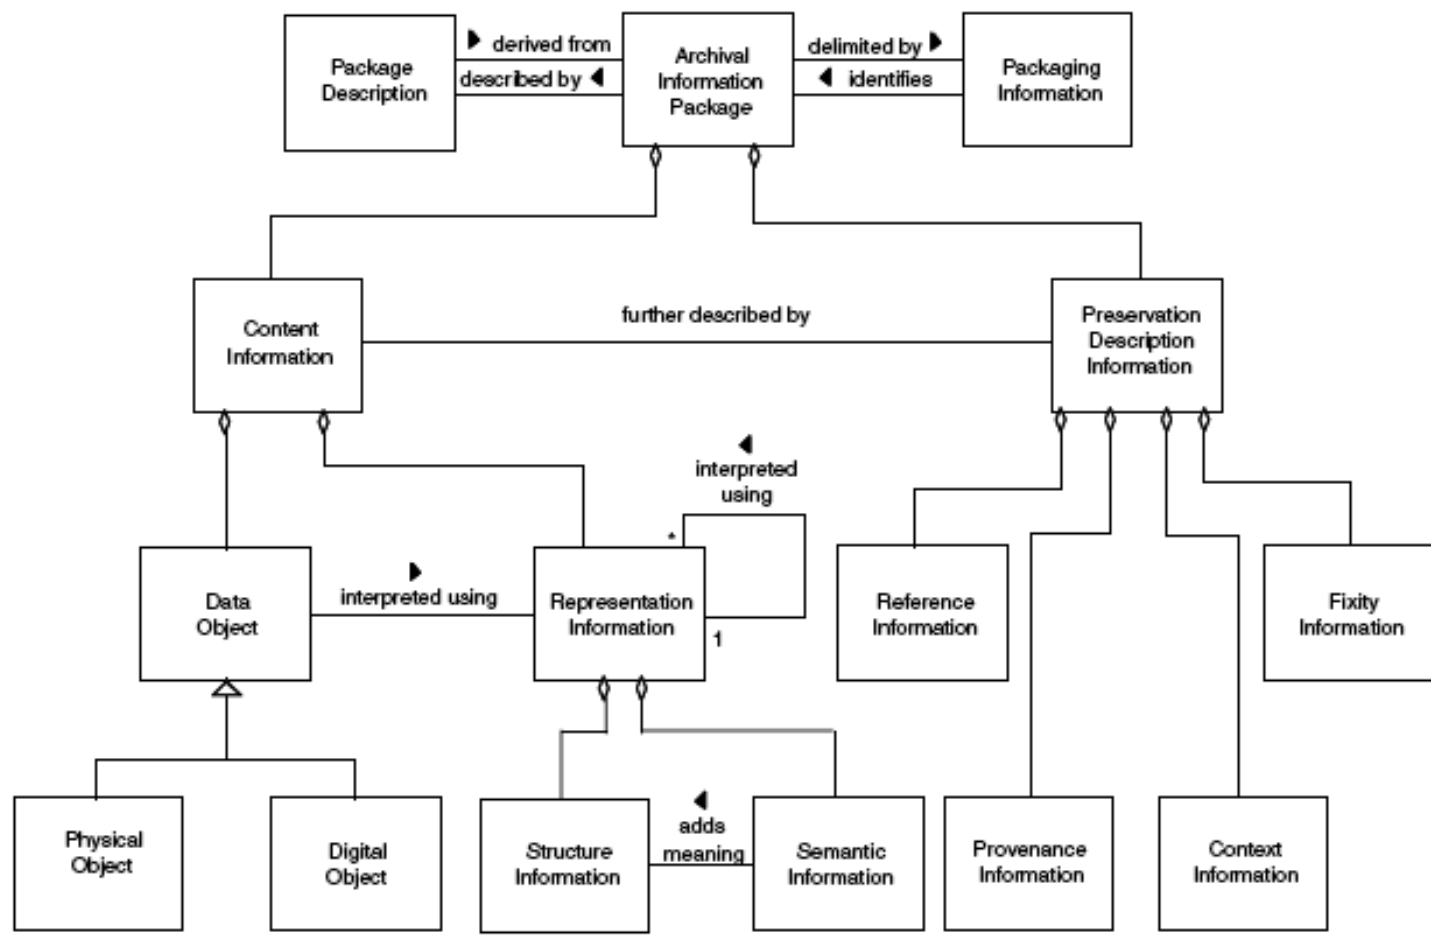 Package
Description
derived from
described by
Archival
Information
Package
delimited by
identifies
Packaging
Information
Content
Information
further described by
Preservation
Description
Information
interpreted
using
*
1
Data
Object
interpreted using
Representation
Information
Reference
Information
Fixity
Information
Physical
Object
Digital
Object
Structure
Information
adds
meaning
Semantic
Information
Provenance
Information
Context
Information